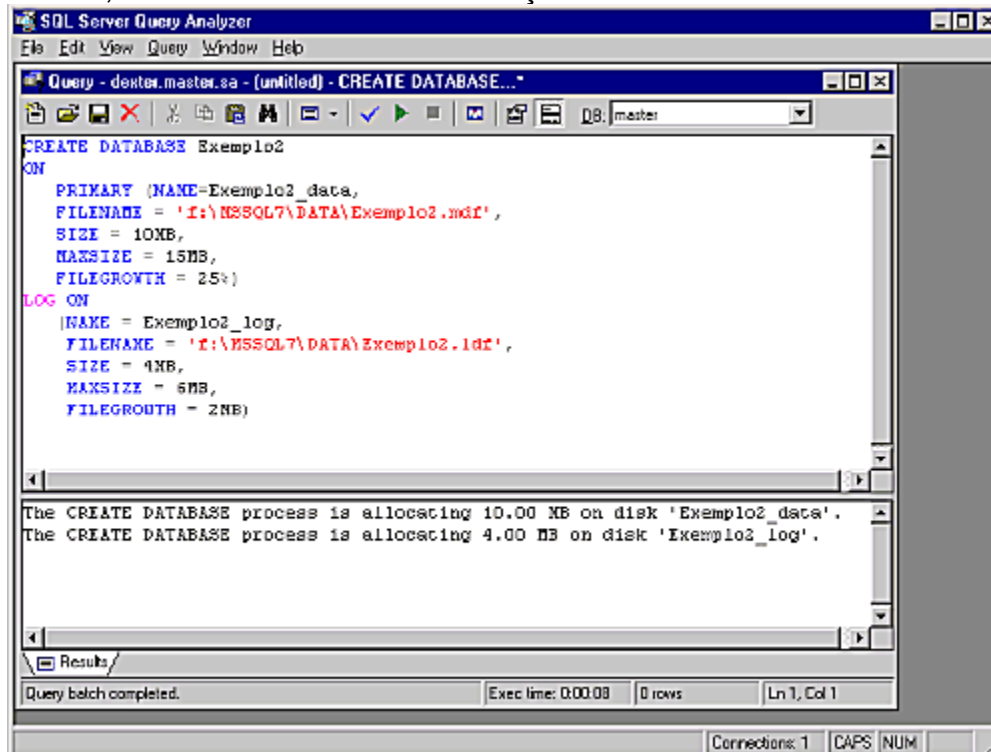 SQL Server Query Analyzer
File Edit View Query Window Help
Query - dexter.master.sa - (untitled) - CREATE DATABASE...*
DB: master
CREATE DATABASE Exemplo2
ON
PRIMARY (NAME=Exemplo2_data,
FILENAME = 'f:\MSSQL7\DATA\Exemplo2.mdf',
SIZE = 10MB,
MAXSIZE = 15MB,
FILEGROWTH = 25%)
LOG ON
(NAME = Exemplo2_log,
FILENAME = 'f:\MSSQL7\DATA\Exemplo2.ldf',
SIZE = 4MB,
MAXSIZE = 6MB,
FILEGROWTH = 2MB)
The CREATE DATABASE process is allocating 10.00 MB on disk 'Exemplo2_data'.
The CREATE DATABASE process is allocating 4.00 MB on disk 'Exemplo2_log'.
Results
Query batch completed. Exec time: 0:00:08 0 rows Ln 1, Col 1
Connections: 1 CAPS NUM